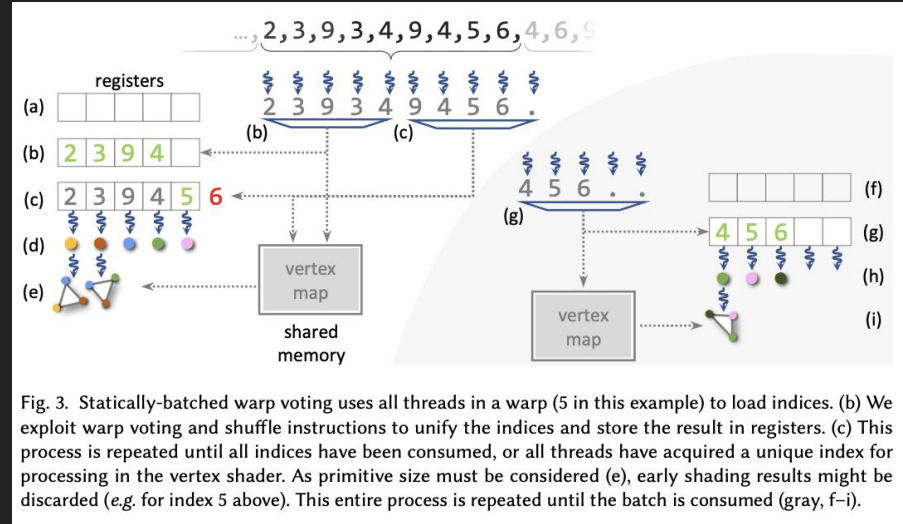 ...,2,3,9,3,4,9,4,5,6,4,6,9
registers
2 3 9 3 4 9 4 5 6 .
(a)
(b) (c)
(b) 2 3 9 4
(c) 2 3 9 4 5 6
4 5 6 . .
(f)
(g)
4 5 6 (g)
(d)
(h)
(e)
vertex
map
shared
memory
vertex
map
(i)
Fig. 3. Statically-batched warp voting uses all threads in a warp (5 in this example) to load indices. (b) We
exploit warp voting and shuffle instructions to unify the indices and store the result in registers. (c) This
process is repeated until all indices have been consumed, or all threads have acquired a unique index for
processing in the vertex shader. As primitive size must be considered (e), early shading results might be
discarded (e.g. for index 5 above). This entire process is repeated until the batch is consumed (gray, f–i).